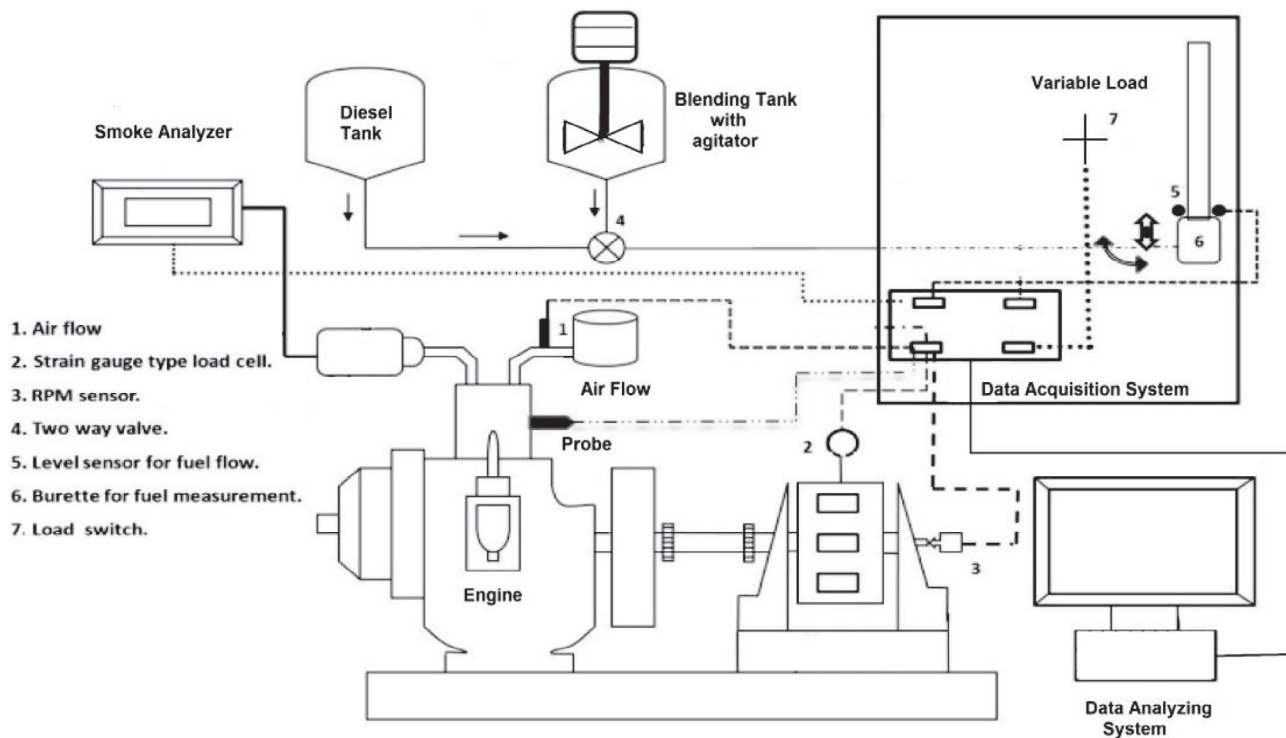 Smoke Analyzer
Diesel
Tank
Blending Tank
with
agitator
Variable Load
7
5
6
4
1. Air flow
2. Strain gauge type load cell.
3. RPM sensor.
4. Two way valve.
5. Level sensor for fuel flow.
6. Burette for fuel measurement.
7. Load switch.
1
Air Flow
Data Acquisition System
Probe
2
3
Engine
Data Analyzing
System